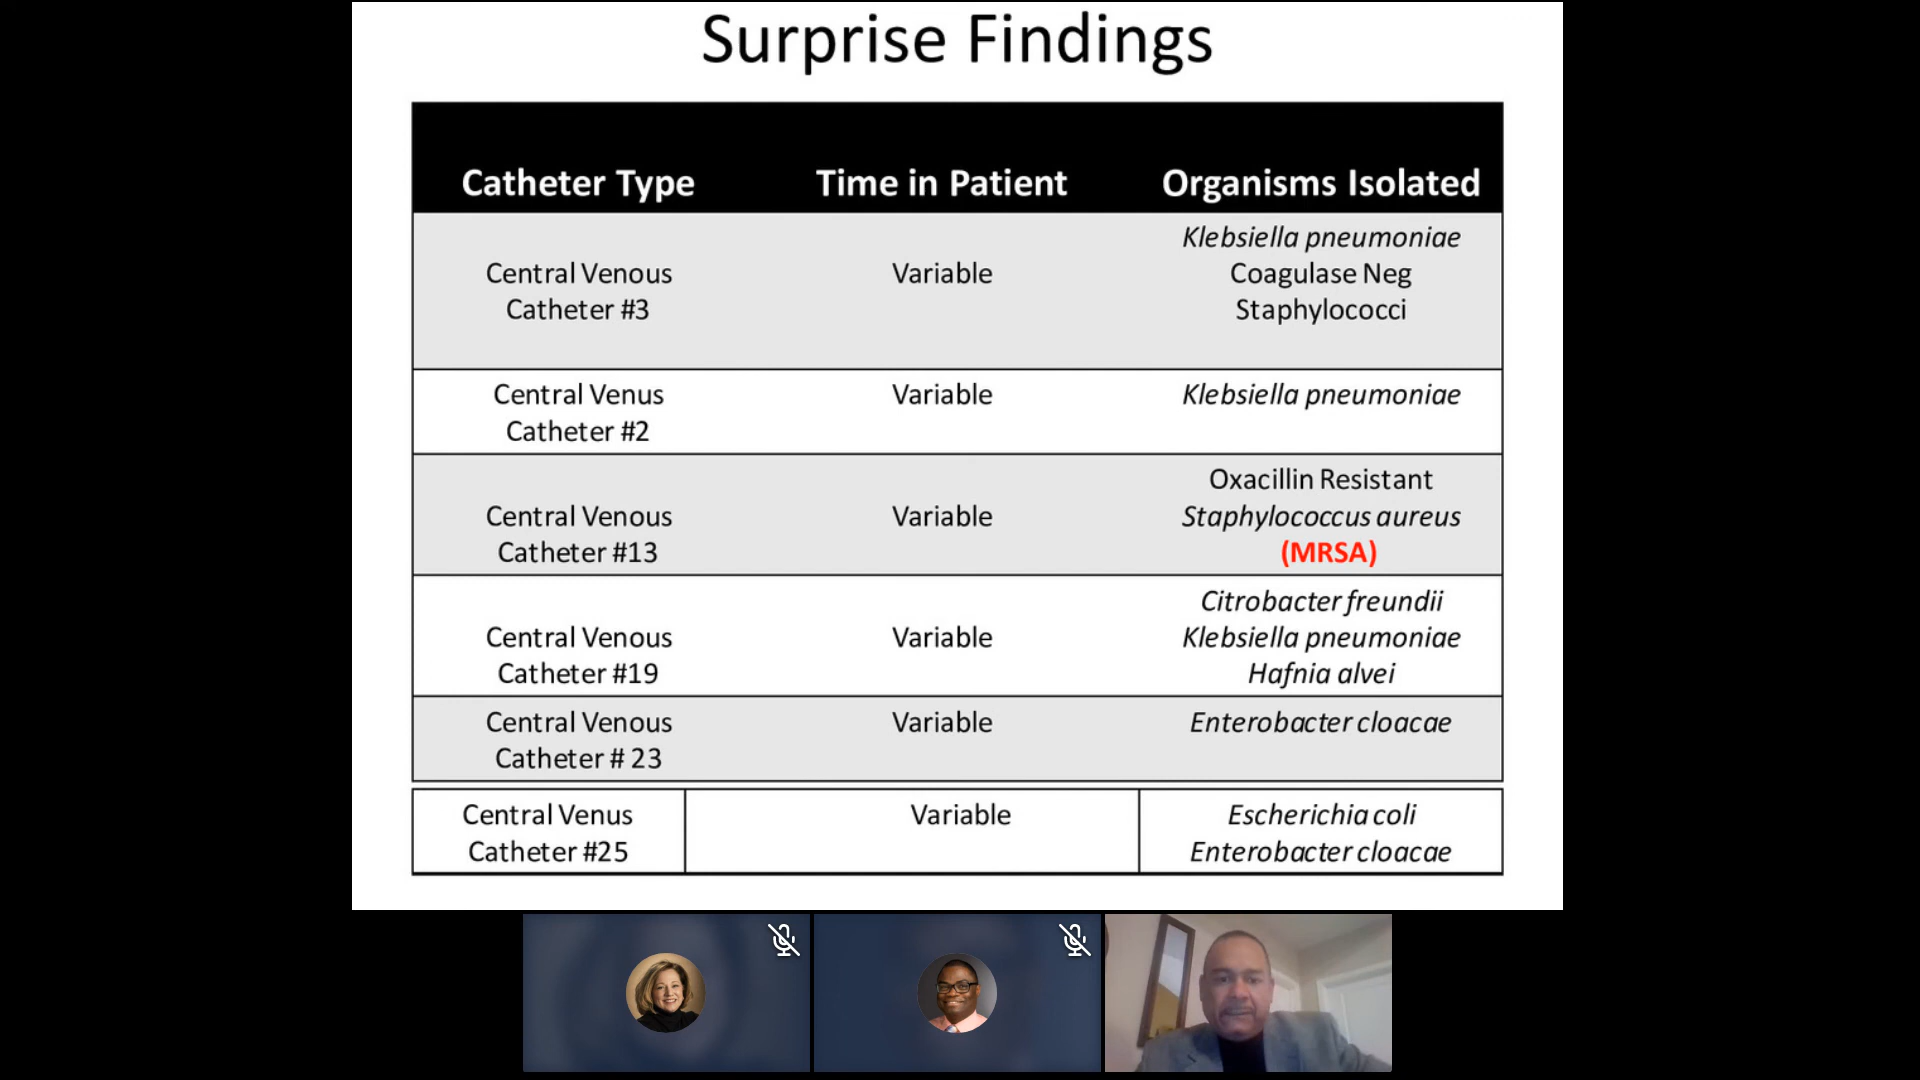 Surprise Findings
Catheter Type Time in Patient Organisms Isolated
Klebsiella pneumoniae
Central Venous Variable Coagulase Neg
Catheter #3 Staphylococci
Central Venus Variable Klebsiella pneumoniae
Catheter #2
Oxacillin Resistant
Central Venous Variable Staphylococcus aureus
Catheter #13 (MRSA)
Citrobacter freundii
Central Venous Variable Klebsiella pneumoniae
Catheter #19 Hafnia alvei
Central Venous Variable Enterobacter cloacae
Catheter # 23
Central Venus Variable Escherichia coli
Catheter #25 Enterobacter cloacae